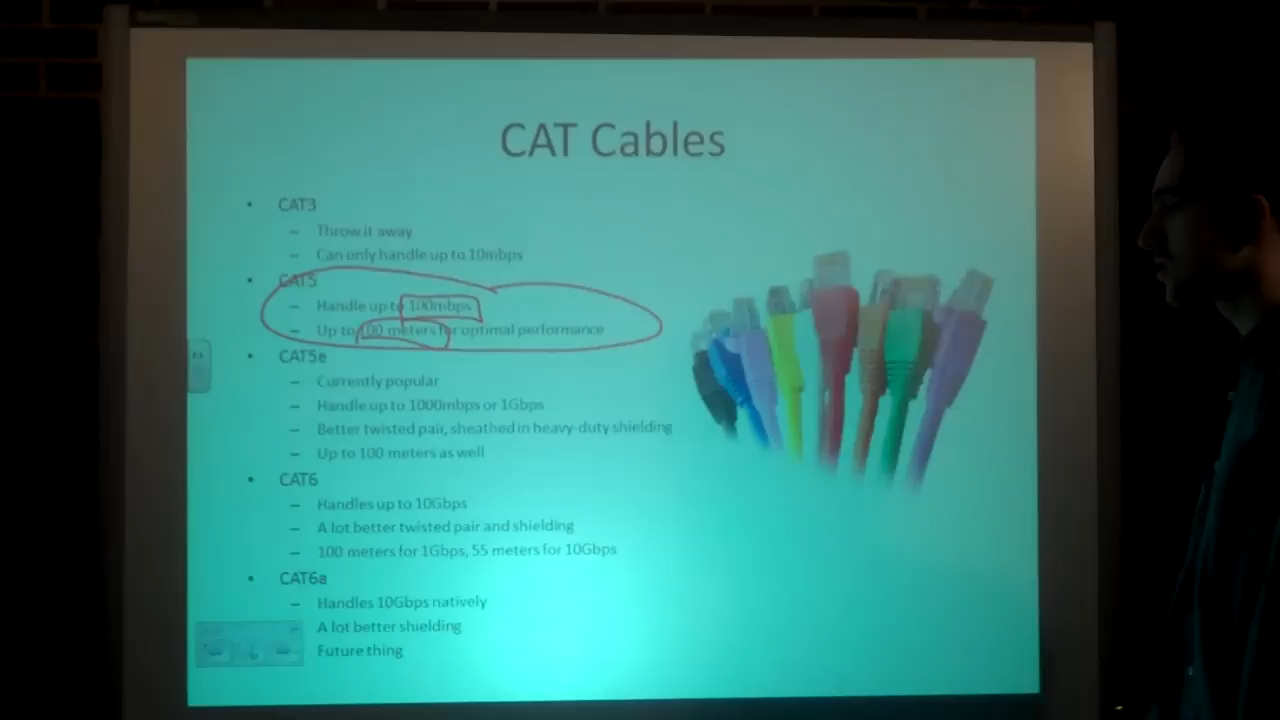 CAT Cables
• CAT3
– Throw it away
– Can only handle up to 10mbps
• CAT5
– Handle up to 100mbps
– Up to 100 meters for optimal performance
• CAT5e
– Currently popular
– Handle up to 1000mbps or 1Gbps
– Better twisted pair, sheathed in heavy-duty shielding
– Up to 100 meters as well
• CAT6
– Handles up to 10Gbps
– A lot better twisted pair and shielding
– 100 meters for 1Gbps, 55 meters for 10Gbps
• CAT6a
– Handles 10Gbps natively
A lot better shielding
Future thing